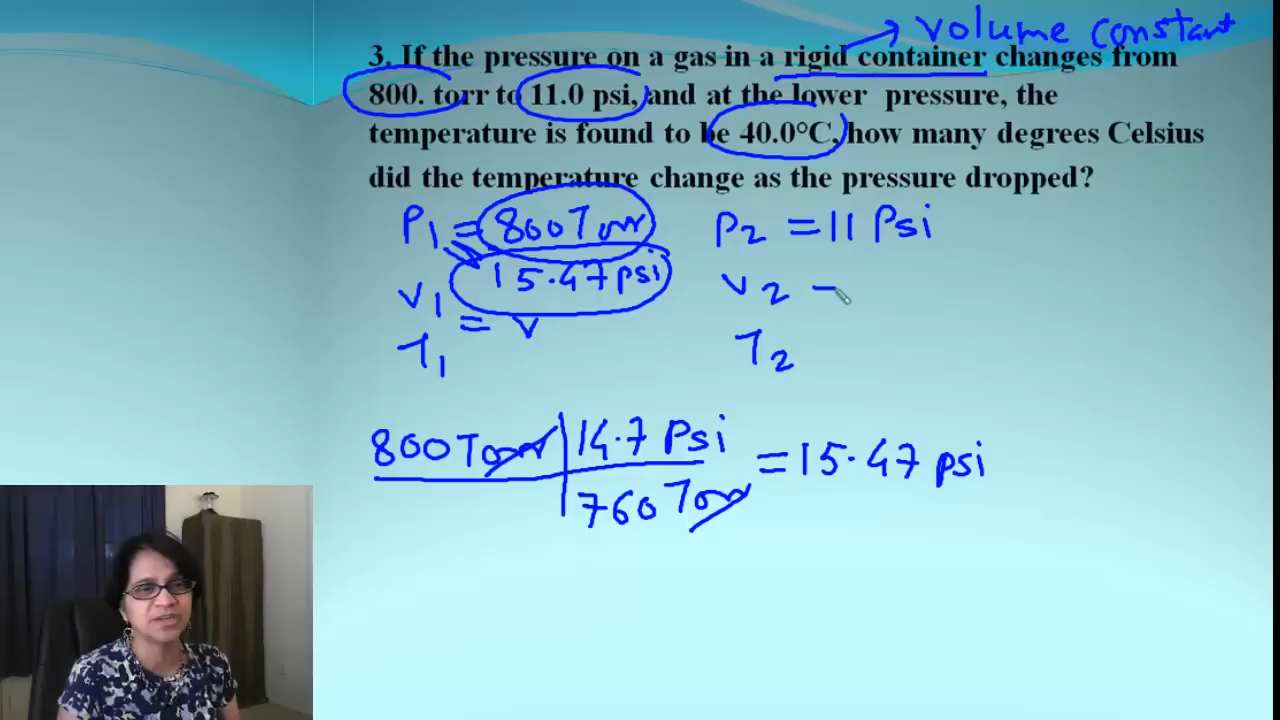 volume constant
3. If the pressure on a gas in a rigid container changes from
800. torr to 11.0 psi, and at the lower pressure, the
temperature is found to be 40.0°C, how many degrees Celsius
did the temperature change as the pressure dropped?
P1 = 800 Torr P2 = 11 Psi
15.47 psi
V1 = V V2 -
T1 T2
800 Torr 14.7 Psi = 15.47 psi
760 Torr